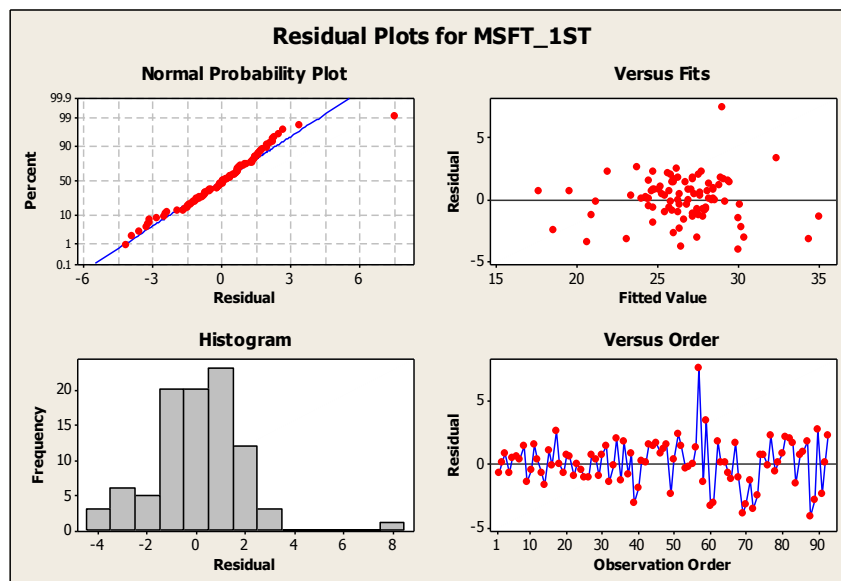 Residual Plots for MSFT_1ST
Normal Probability Plot
99.9
99
90
50
10
1
0.1
Percent
-6 -3 0 3 6
Residual
Versus Fits
5
0
-5
Residual
15 20 25 30 35
Fitted Value
Histogram
20
15
10
5
0
Frequency
-4 -2 0 2 4 6 8
Residual
Versus Order
5
0
-5
Residual
1 10 20 30 40 50 60 70 80 90
Observation Order